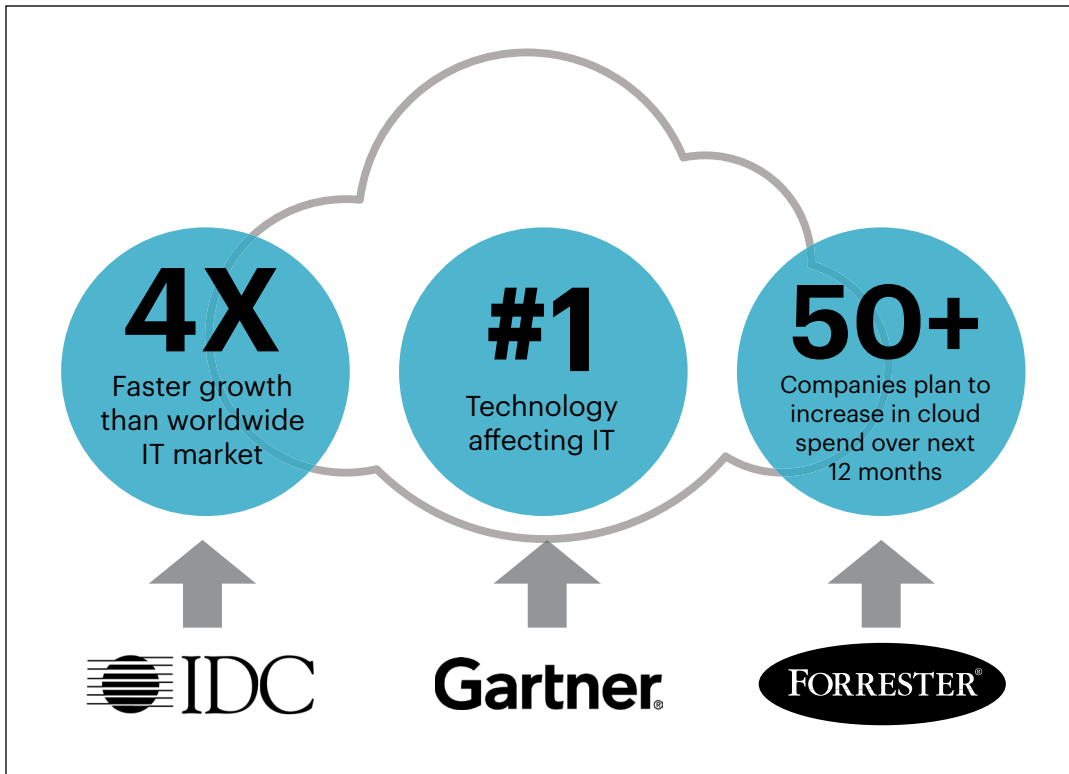 4X
Faster growth
than worldwide
IT market
#1
Technology
affecting IT
50+
Companies plan to
increase in cloud
spend over next
12 months
IDC
Gartner®
FORRESTER®